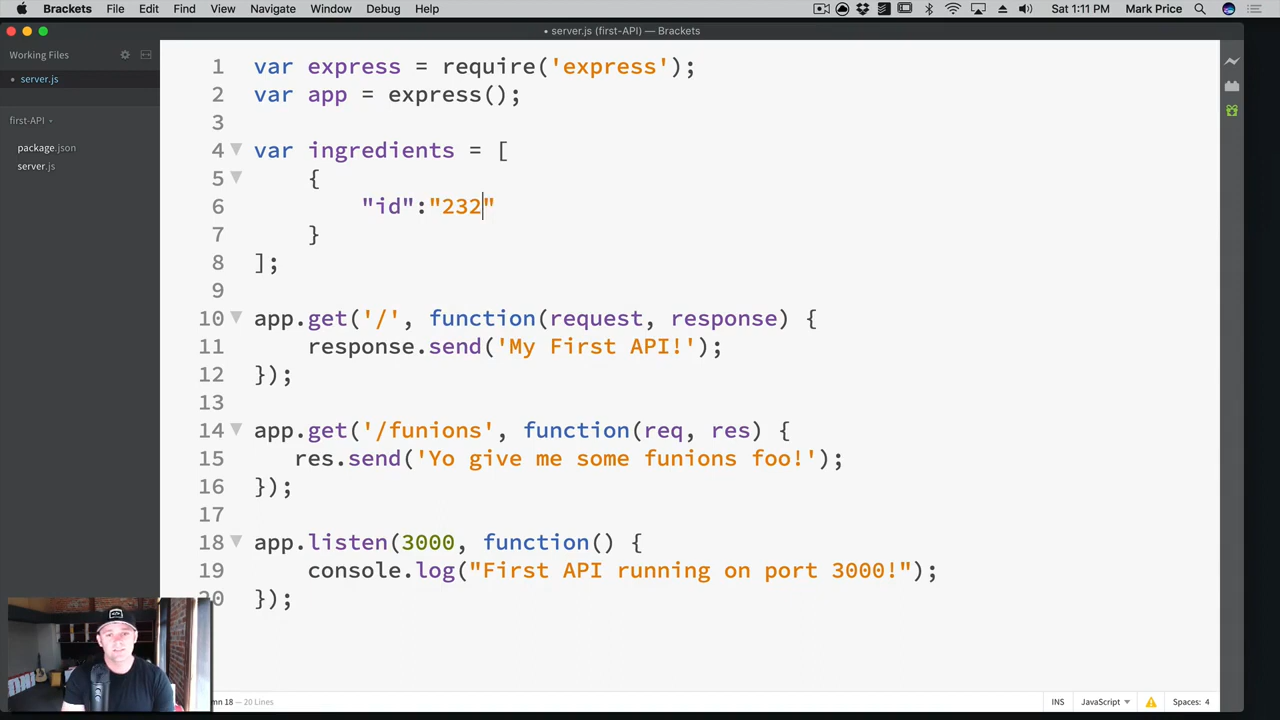 Brackets File Edit Find View Navigate Window Debug Help Sat 1:11 PM Mark Price
• server.js (first-API) — Brackets
Working Files
• server.js
first-API
package.json
server.js
1 var express = require('express');
2 var app = express();
3
4 var ingredients = [
5 {
6 "id":"232"
7 }
8 ];
9
10 app.get('/', function(request, response) {
11 response.send('My First API!');
12 });
13
14 app.get('/funions', function(req, res) {
15 res.send('Yo give me some funions foo!');
16 });
17
18 app.listen(3000, function() {
19 console.log("First API running on port 3000!");
20 });
mn 18 — 20 Lines INS JavaScript Spaces: 4